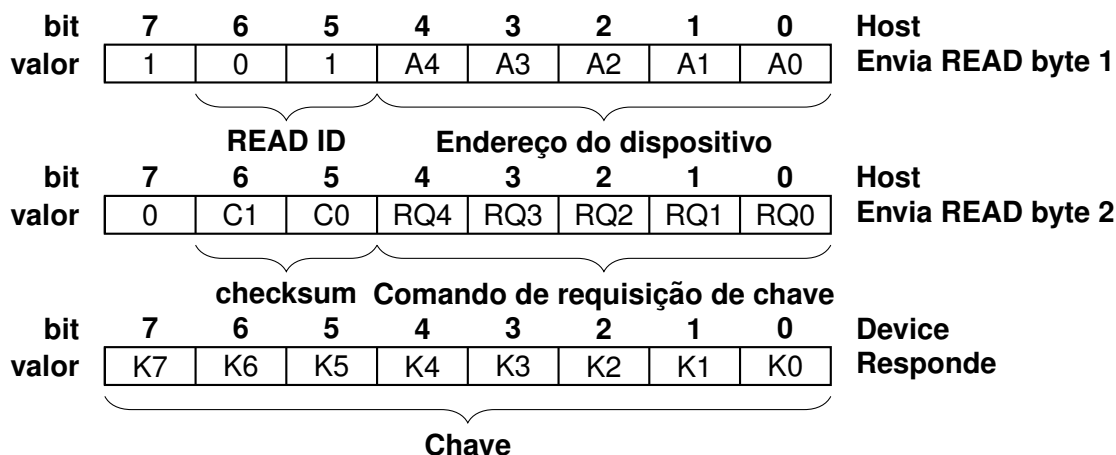 bit 7 6 5 4 3 2 1 0 Host
valor 1 0 1 A4 A3 A2 A1 A0 Envia READ byte 1
READ ID Endereço do dispositivo
bit 7 6 5 4 3 2 1 0 Host
valor 0 C1 C0 RQ4 RQ3 RQ2 RQ1 RQ0 Envia READ byte 2
checksum Comando de requisição de chave
bit 7 6 5 4 3 2 1 0 Device
valor K7 K6 K5 K4 K3 K2 K1 K0 Responde
Chave